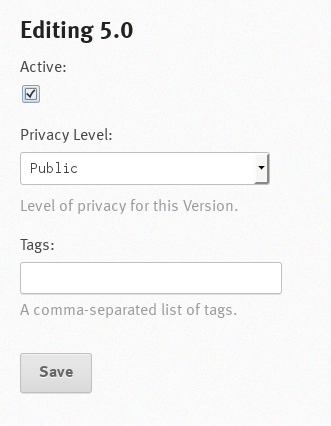 Editing 5.0
Active:
Privacy Level:
Public
Level of privacy for this Version.
Tags:
A comma-separated list of tags.
Save